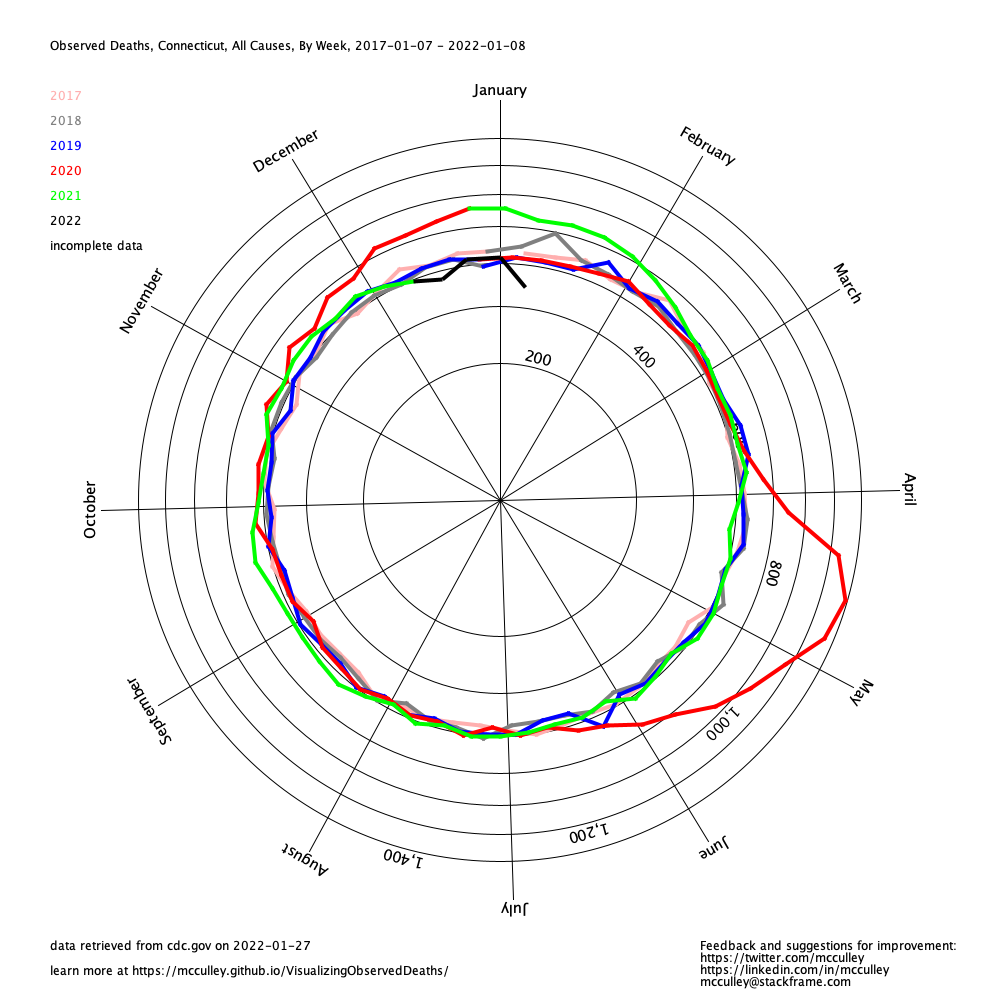 Observed Deaths, Connecticut, All Causes, By Week, 2017-01-07 - 2022-01-08
2017
2018
2019
2020
2021
2022
incomplete data
January
February
March
April
May
June
July
August
September
October
November
December
200
400
800
1,000
1,200
1,400
data retrieved from cdc.gov on 2022-01-27
learn more at https://mcculley.github.io/VisualizingObservedDeaths/
Feedback and suggestions for improvement:
https://twitter.com/mcculley
https://linkedin.com/in/mcculley
mcculley@stackframe.com